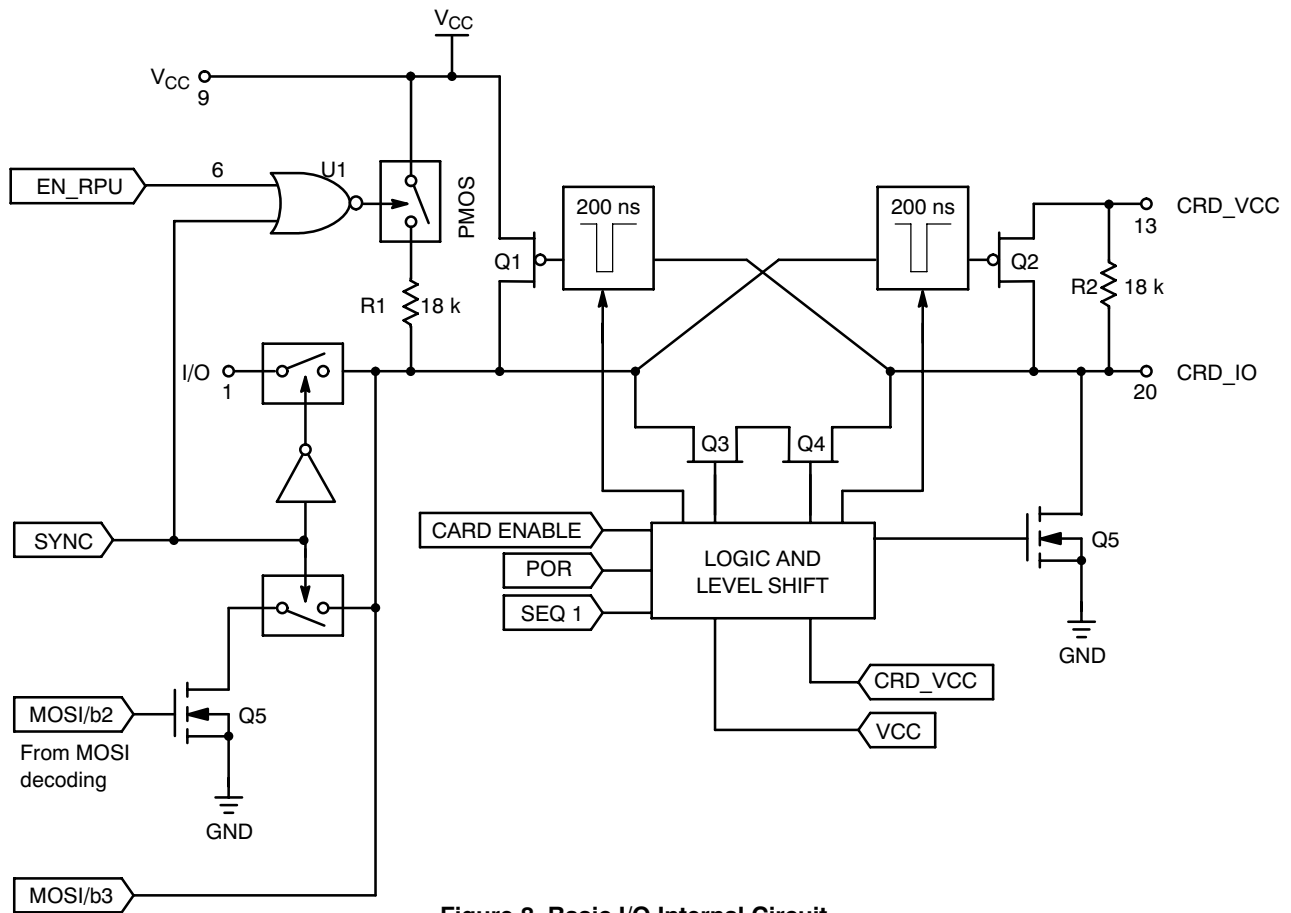 VCC
VCC
9
EN_RPU
6
U1
PMOS
200 ns
200 ns
CRD_VCC
13
Q1
Q2
R1
18 k
R2
18 k
I/O
1
CRD_IO
20
Q3
Q4
SYNC
CARD ENABLE
POR
SEQ 1
LOGIC AND
LEVEL SHIFT
Q5
GND
MOSI/b2
Q5
From MOSI
decoding
CRD_VCC
VCC
GND
MOSI/b3